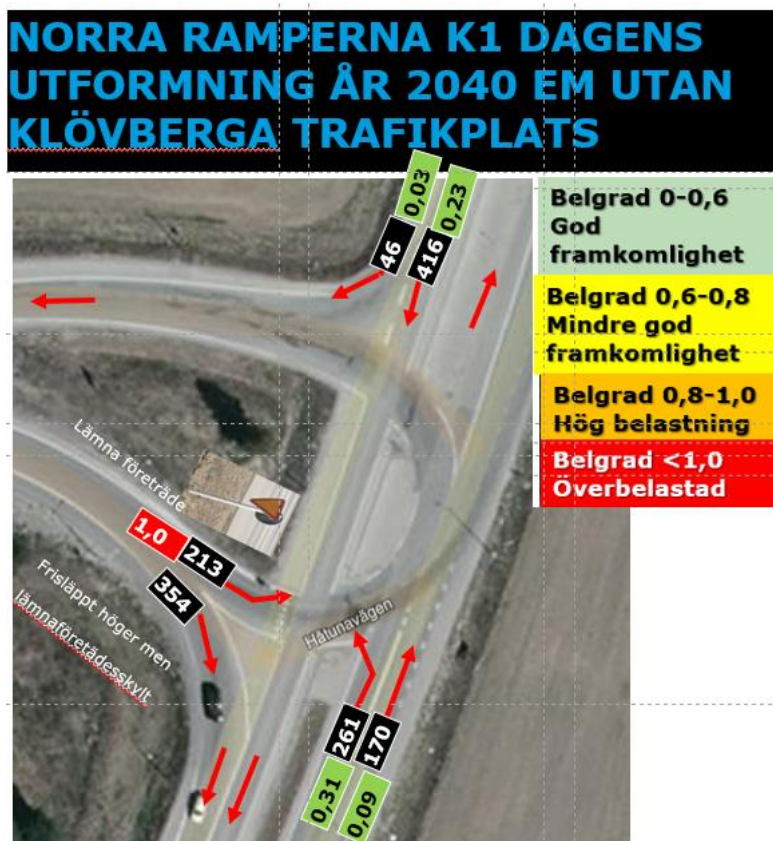 NORRA RAMPERNA K1 DAGENS
UTFORMNING ÅR 2040 EM UTAN
KLÖVBERGA TRAFIKPLATS
0,03
0,23
46
416
Belgrad 0-0,6
God
framkomlighet
Belgrad 0,6-0,8
Mindre god
framkomlighet
Belgrad 0,8-1,0
Hög belastning
Belgrad <1,0
Överbelastad
Lämna företräde
1,0
213
354
Frisläppt höger men
lämnaföreträdesskylt
Håtunavägen
261
170
0,31
0,09